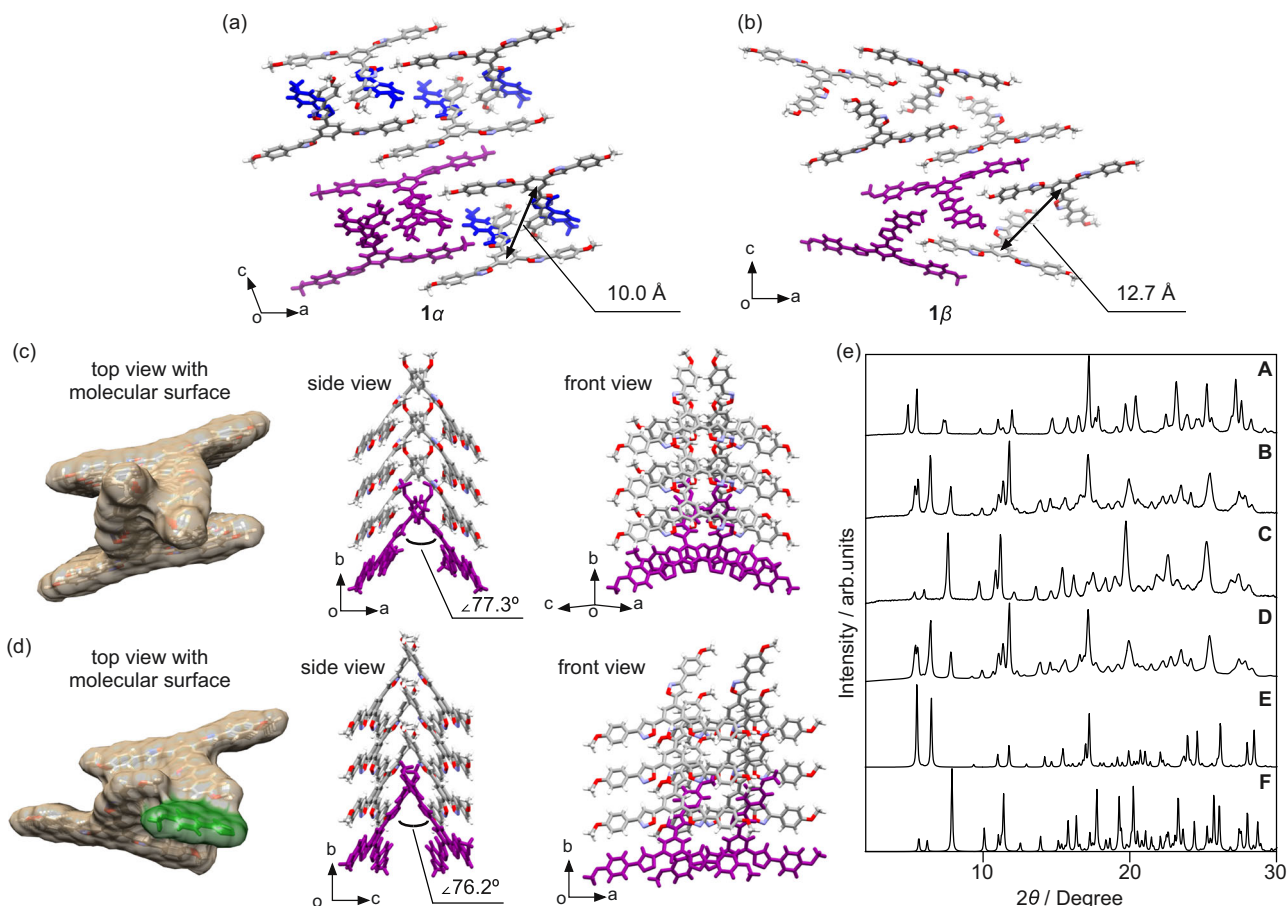 (a)
(b)
c
o
a
1α
10.0 Å
c
o
a
1β
12.7 Å
(c)
top view with
molecular surface
side view
front view
b
o
a
∠77.3º
b
c
o
a
(d)
top view with
molecular surface
side view
front view
b
o
c
∠76.2º
b
o
a
(e)
A
B
C
D
E
F
Intensity / arb.units
10
20
30
2θ / Degree